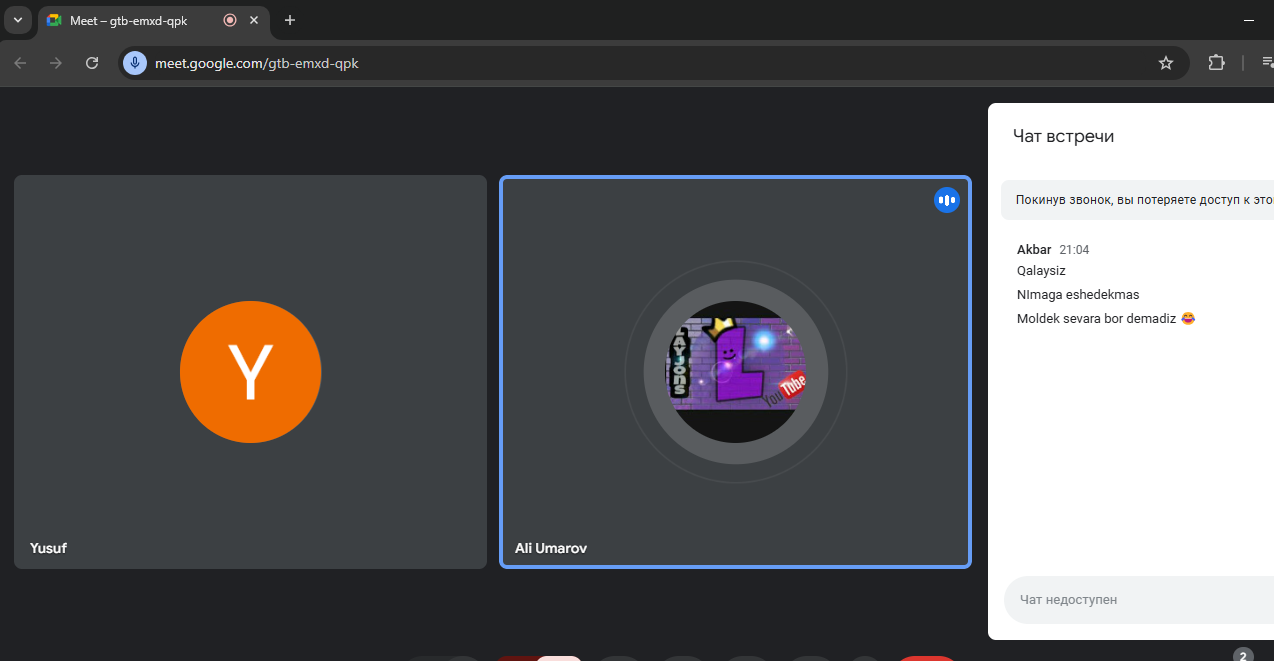 Meet – gtb-emxd-qpk
meet.google.com/gtb-emxd-qpk
Чат встречи
Покинув звонок, вы потеряете доступ к это
Akbar 21:04
Qalaysiz
NImaga eshedekmas
Moldek sevara bor demadiz 😂
LAYJONS
L
YouTube
Y
Yusuf
Ali Umarov
Чат недоступен
2